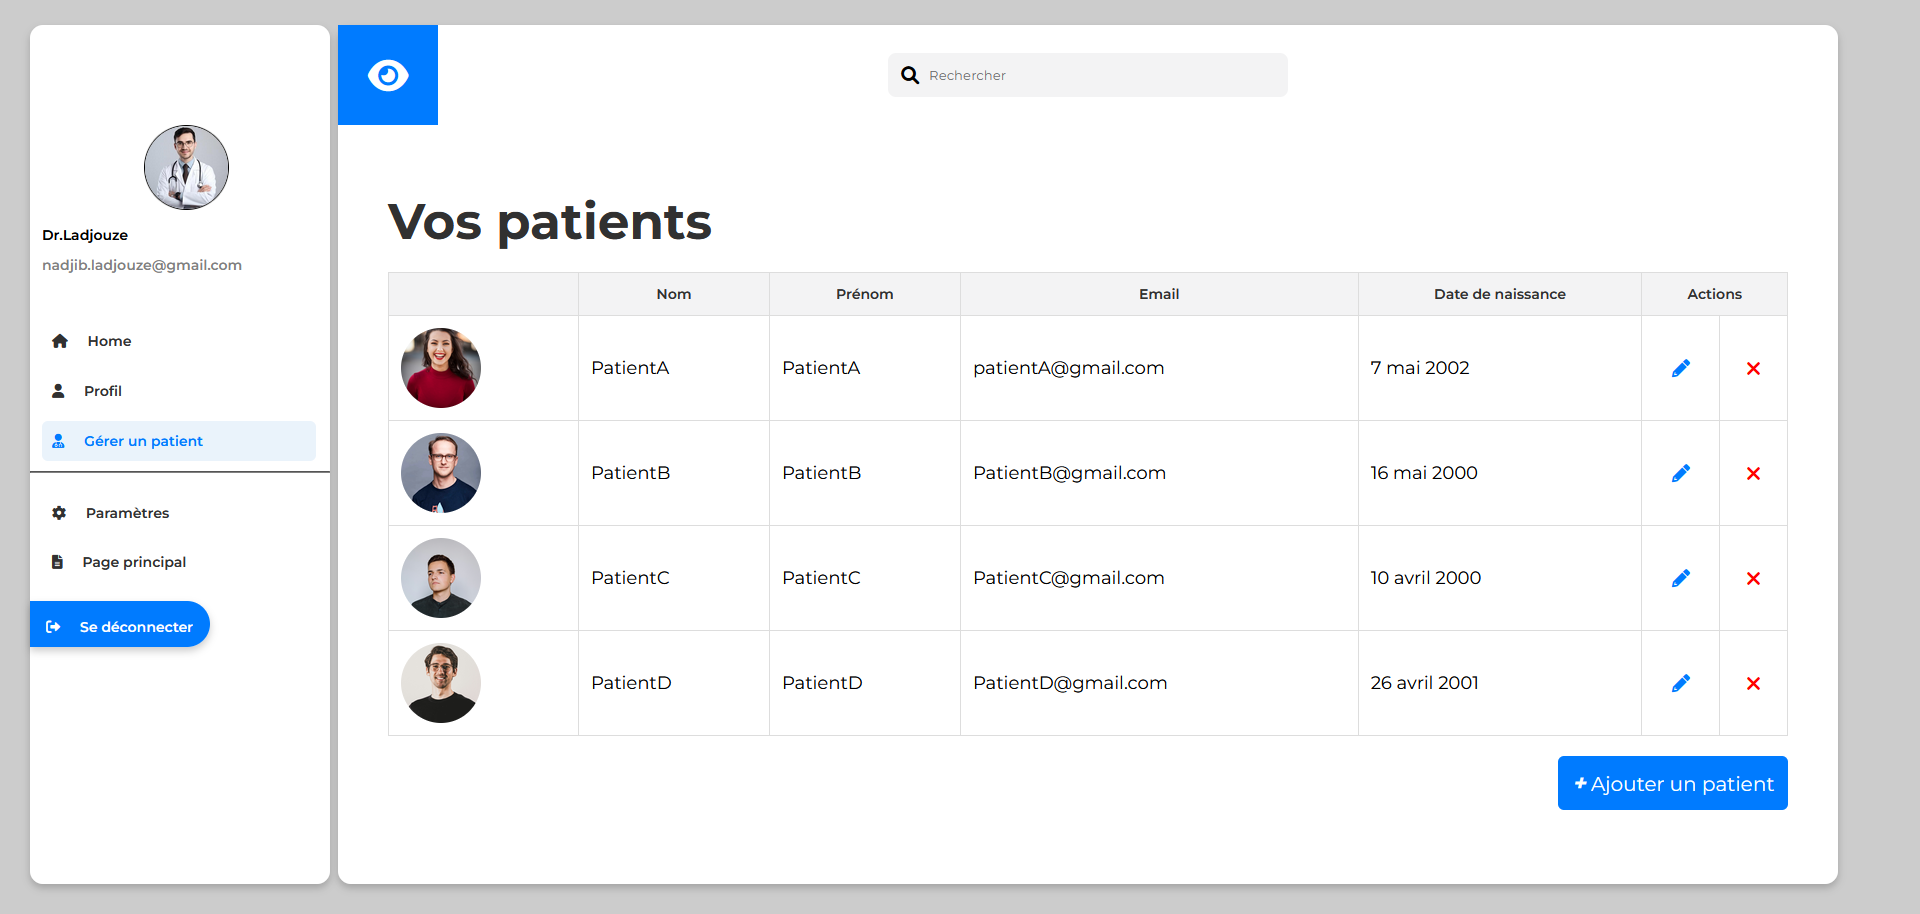 Rechercher
Dr.Ladjouze
nadjib.ladjouze@gmail.com
Home
Profil
Gérer un patient
Paramètres
Page principal
Se déconnecter
Vos patients
Nom Prénom Email Date de naissance Actions
PatientA PatientA patientA@gmail.com 7 mai 2002
PatientB PatientB PatientB@gmail.com 16 mai 2000
PatientC PatientC PatientC@gmail.com 10 avril 2000
PatientD PatientD PatientD@gmail.com 26 avril 2001
+ Ajouter un patient